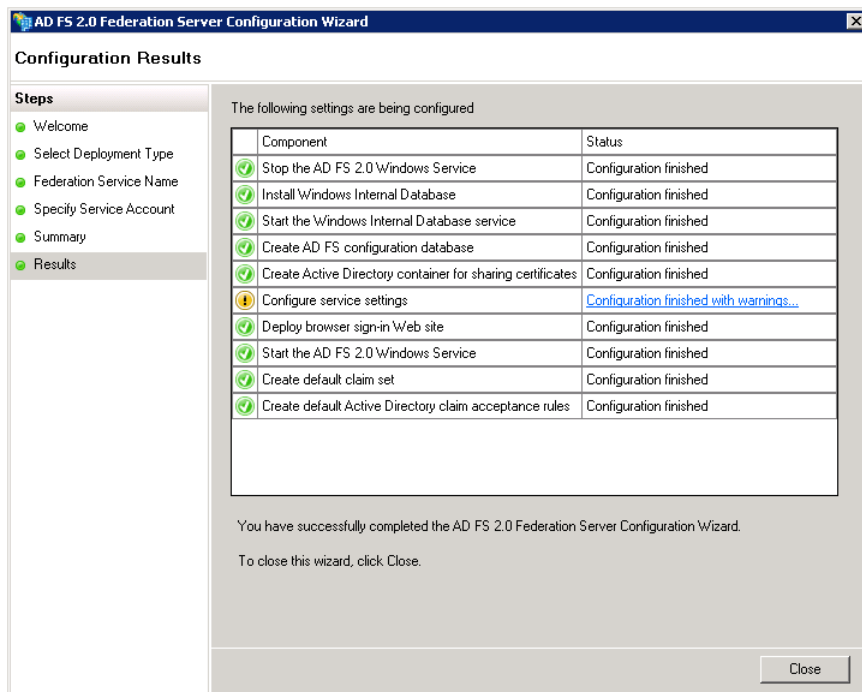 AD FS 2.0 Federation Server Configuration Wizard
Configuration Results
Steps
Welcome
Select Deployment Type
Federation Service Name
Specify Service Account
Summary
Results
The following settings are being configured
Component Status
Stop the AD FS 2.0 Windows Service Configuration finished
Install Windows Internal Database Configuration finished
Start the Windows Internal Database service Configuration finished
Create AD FS configuration database Configuration finished
Create Active Directory container for sharing certificates Configuration finished
Configure service settings Configuration finished with warnings...
Deploy browser sign-in Web site Configuration finished
Start the AD FS 2.0 Windows Service Configuration finished
Create default claim set Configuration finished
Create default Active Directory claim acceptance rules Configuration finished
You have successfully completed the AD FS 2.0 Federation Server Configuration Wizard.
To close this wizard, click Close.
Close